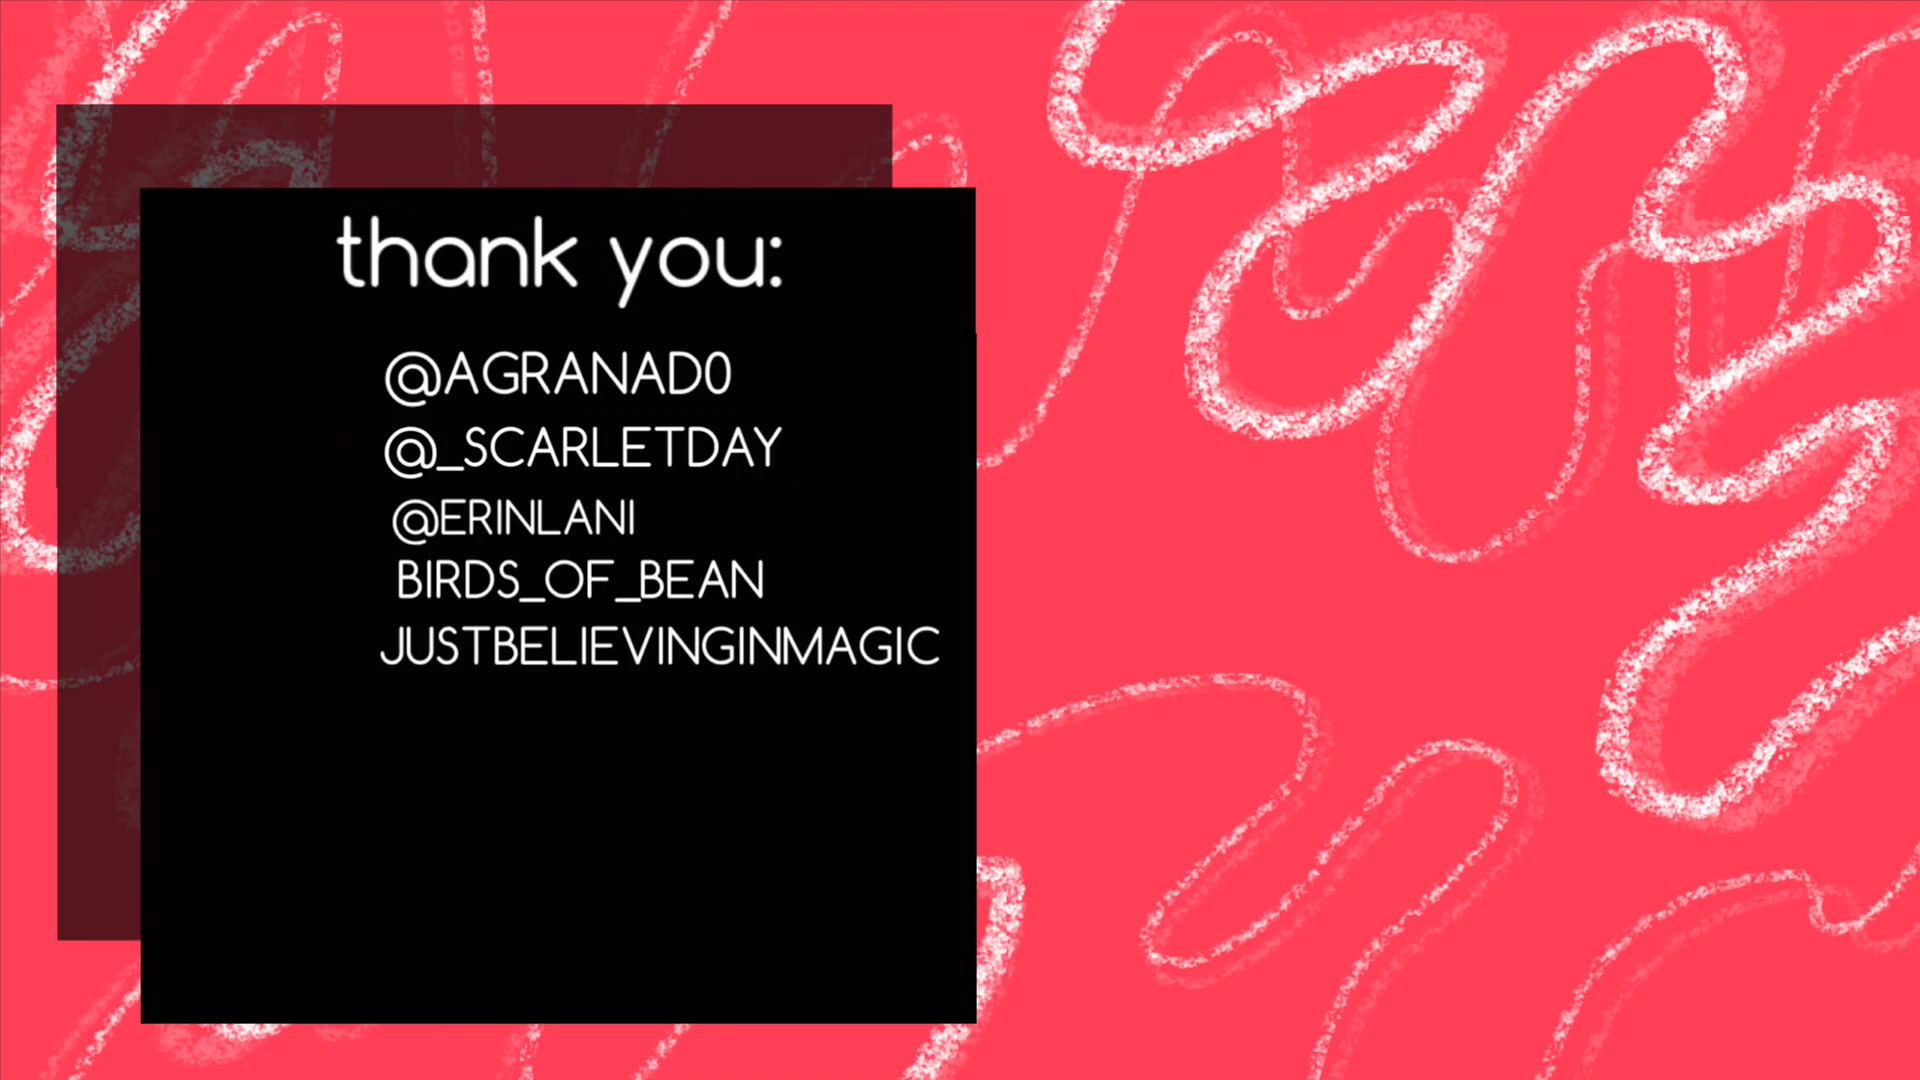 thank you:
@AGRANAD0
@_SCARLETDAY
@ERINLANI
BIRDS_OF_BEAN
JUSTBELIEVINGINMAGIC